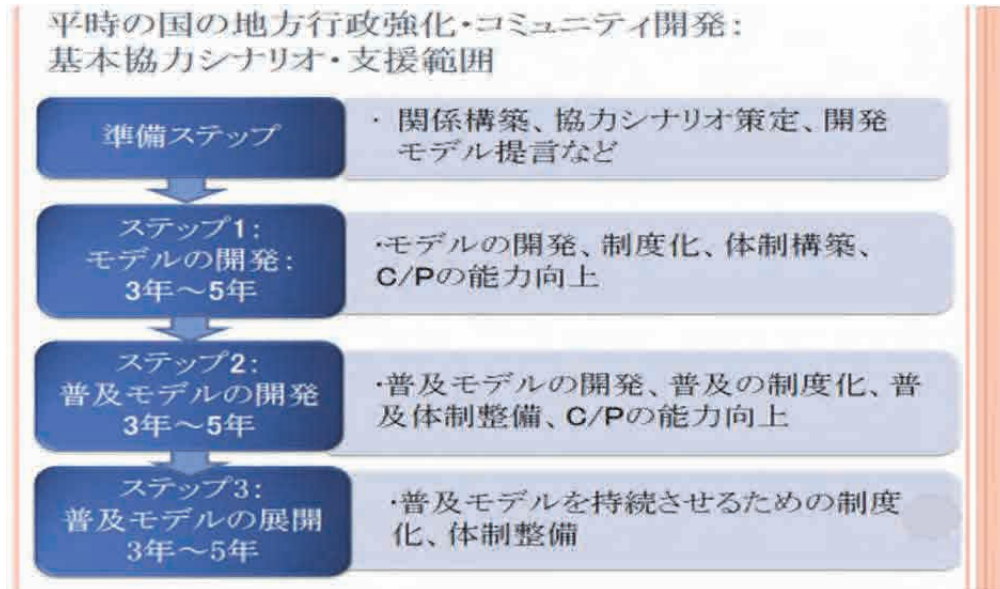 平時の国の地方行政強化・コミュニティ開発：
基本協力シナリオ・支援範囲
準備ステップ
・ 関係構築、協力シナリオ策定、開発
モデル提言など
ステップ1：
モデルの開発：
3年～5年
・モデルの開発、制度化、体制構築、
C/Pの能力向上
ステップ2：
普及モデルの開発
3年～5年
・普及モデルの開発、普及の制度化、普
及体制整備、C/Pの能力向上
ステップ3：
普及モデルの展開
3年～5年
・普及モデルを持続させるための制度
化、体制整備